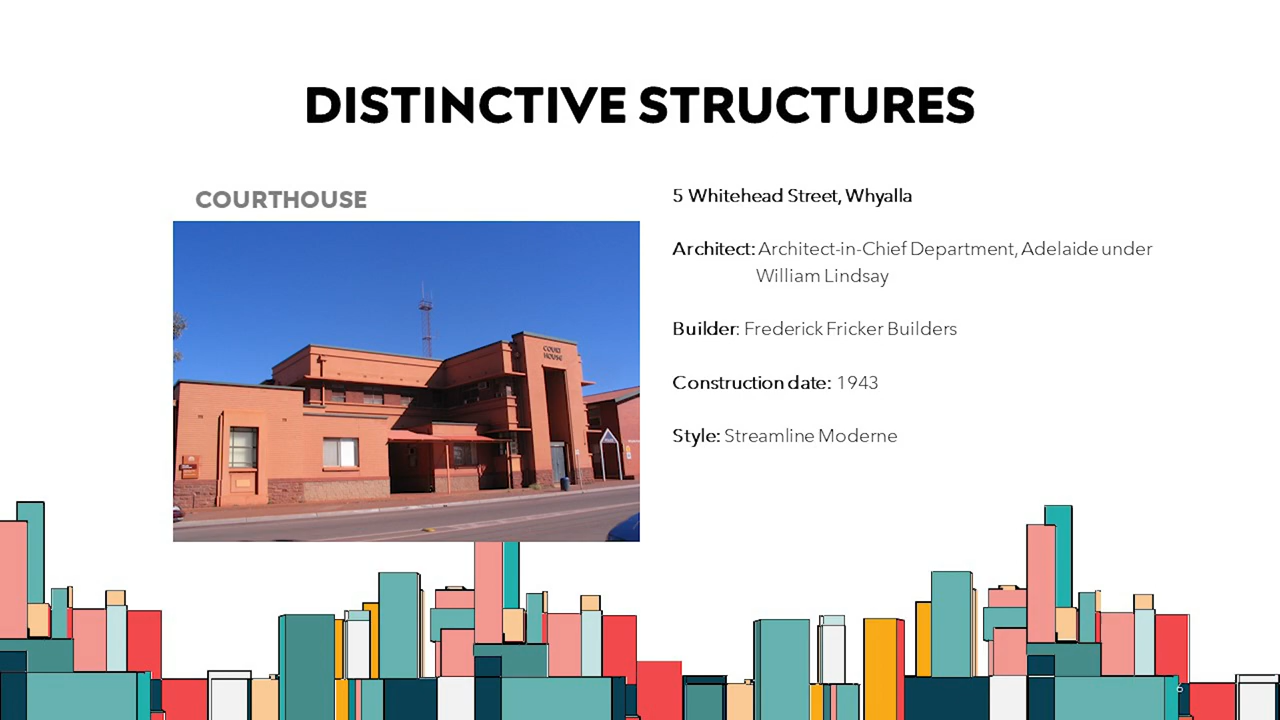 DISTINCTIVE STRUCTURES
COURTHOUSE
COURT
HOUSE
5 Whitehead Street, Whyalla
Architect: Architect-in-Chief Department, Adelaide under
William Lindsay
Builder: Frederick Fricker Builders
Construction date: 1943
Style: Streamline Moderne